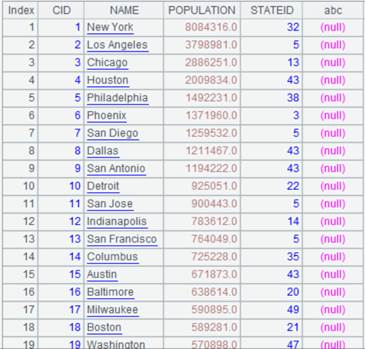 Index CID NAME POPULATION STATEID abc
1 1 New York 8084316.0 32 (null)
2 2 Los Angeles 3798981.0 5 (null)
3 3 Chicago 2886251.0 13 (null)
4 4 Houston 2009834.0 43 (null)
5 5 Philadelphia 1492231.0 38 (null)
6 6 Phoenix 1371960.0 3 (null)
7 7 San Diego 1259532.0 5 (null)
8 8 Dallas 1211467.0 43 (null)
9 9 San Antonio 1194222.0 43 (null)
10 10 Detroit 925051.0 22 (null)
11 11 San Jose 900443.0 5 (null)
12 12 Indianapolis 783612.0 14 (null)
13 13 San Francisco 764049.0 5 (null)
14 14 Columbus 725228.0 35 (null)
15 15 Austin 671873.0 43 (null)
16 16 Baltimore 638614.0 20 (null)
17 17 Milwaukee 590895.0 49 (null)
18 18 Boston 589281.0 21 (null)
19 19 Washington 570898.0 47 (null)